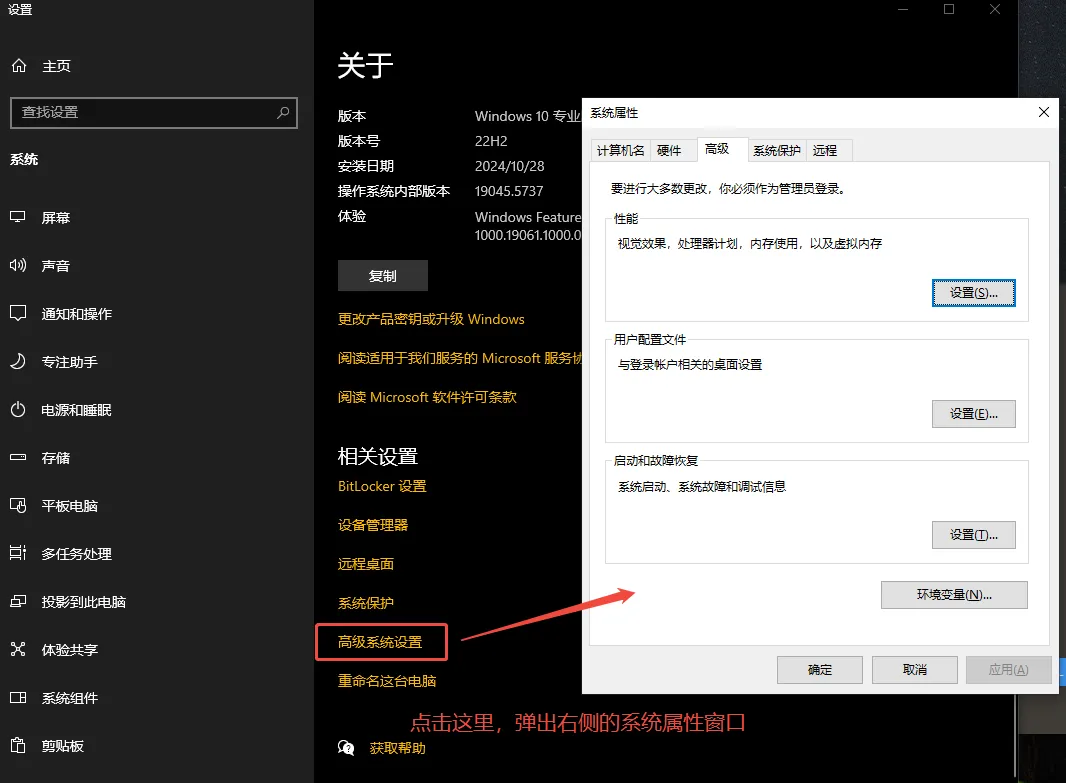 设置
主页
查找设置
系统
屏幕
声音
通知和操作
专注助手
电源和睡眠
存储
平板电脑
多任务处理
投影到此电脑
体验共享
系统组件
剪贴板
关于
版本 Windows 10 专业
版本号 22H2
安装日期 2024/10/28
操作系统内部版本 19045.5737
体验 Windows Feature
1000.19061.1000.0
复制
更改产品密钥或升级 Windows
阅读适用于我们服务的 Microsoft 服务协
阅读 Microsoft 软件许可条款
相关设置
BitLocker 设置
设备管理器
远程桌面
系统保护
高级系统设置
重命名这台电脑
点击这里，弹出右侧的系统属性窗口
获取帮助
系统属性
计算机名 硬件 高级 系统保护 远程
要进行大多数更改，你必须作为管理员登录。
性能
视觉效果，处理器计划，内存使用，以及虚拟内存
设置(S)...
用户配置文件
与登录帐户相关的桌面设置
设置(E)...
启动和故障恢复
系统启动、系统故障和调试信息
设置(T)...
环境变量(N)...
确定 取消 应用(A)